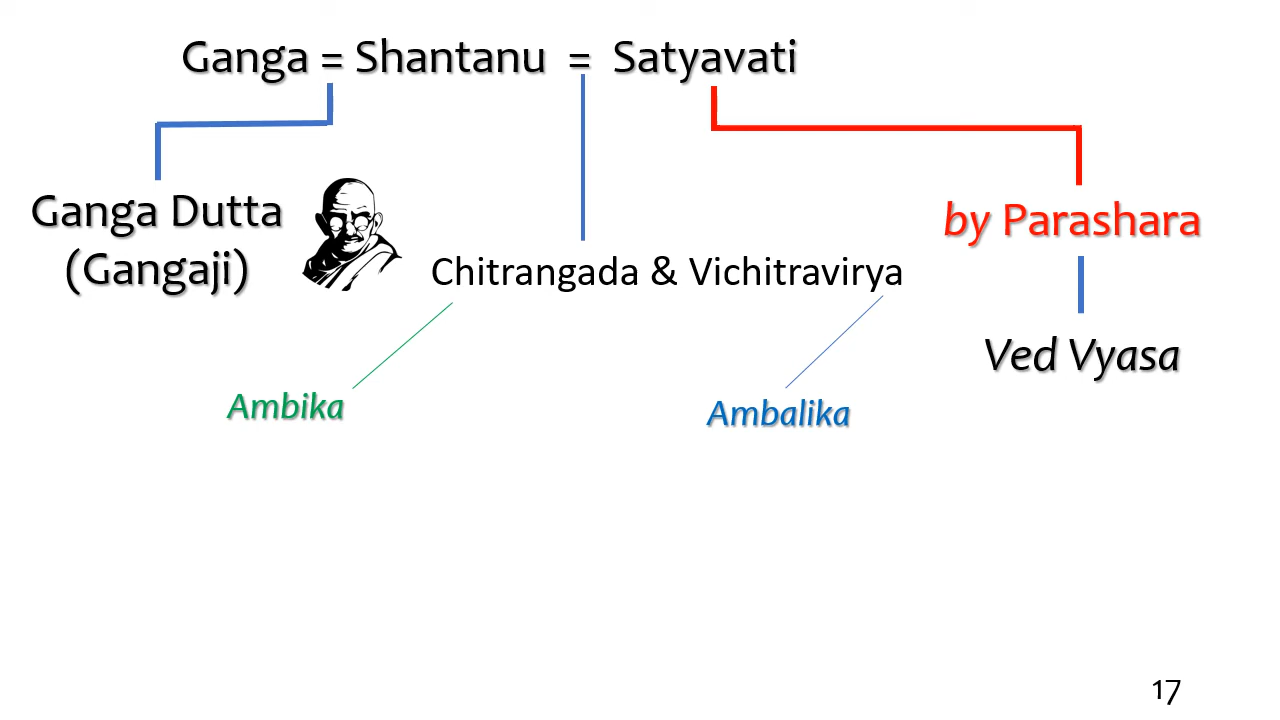 Ganga = Shantanu = Satyavati
Ganga Dutta
(Gangaji)
by Parashara
Chitrangada & Vichitravirya
Ved Vyasa
Ambika
Ambalika
17